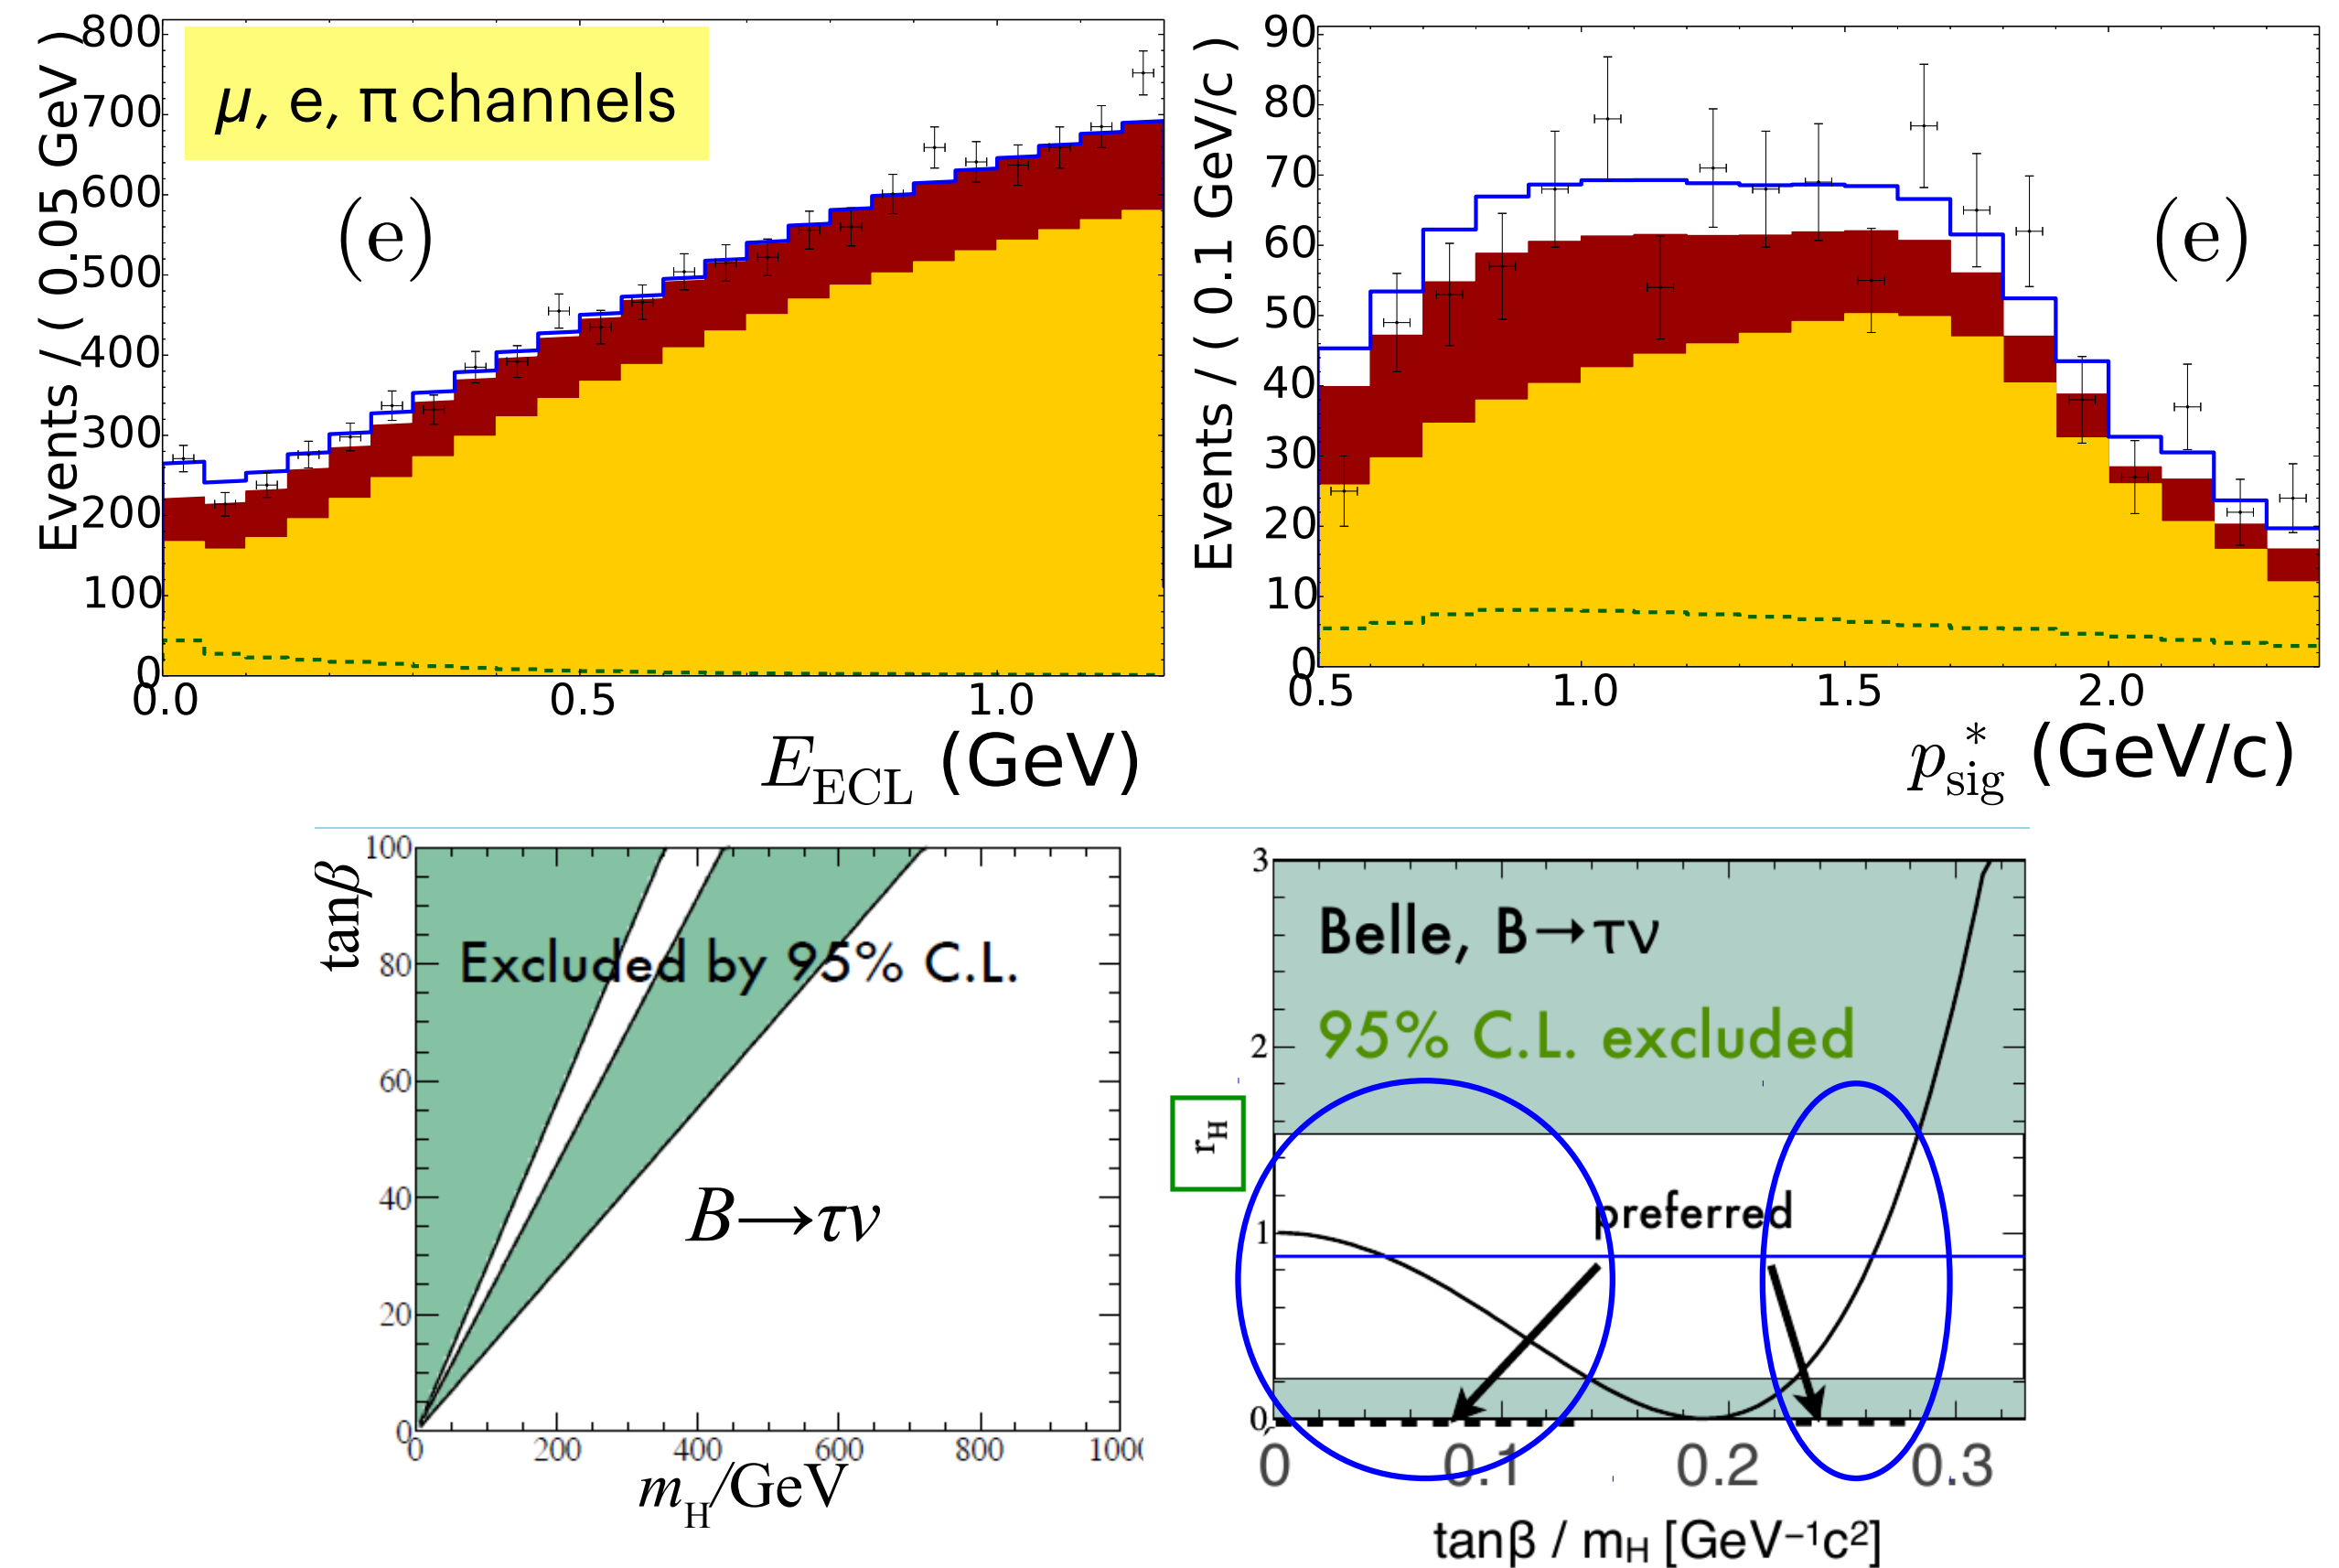 800
700
600
500
400
300
200
100
0
Events / ( 0.05 GeV )
μ, e, π channels
(e)
0.0 0.5 1.0
E_ECL (GeV)
90
80
70
60
50
40
30
20
10
0
Events / ( 0.1 GeV/c )
(e)
0.5 1.0 1.5 2.0
p*_sig (GeV/c)
100
80
60
40
20
0
tanβ
Excluded by 95% C.L.
B→τν
0 200 400 600 800 100
m_H/GeV
3
2
1
0
r_H
Belle, B→τν
95% C.L. excluded
preferred
0 0.1 0.2 0.3
tanβ / m_H [GeV⁻¹c²]